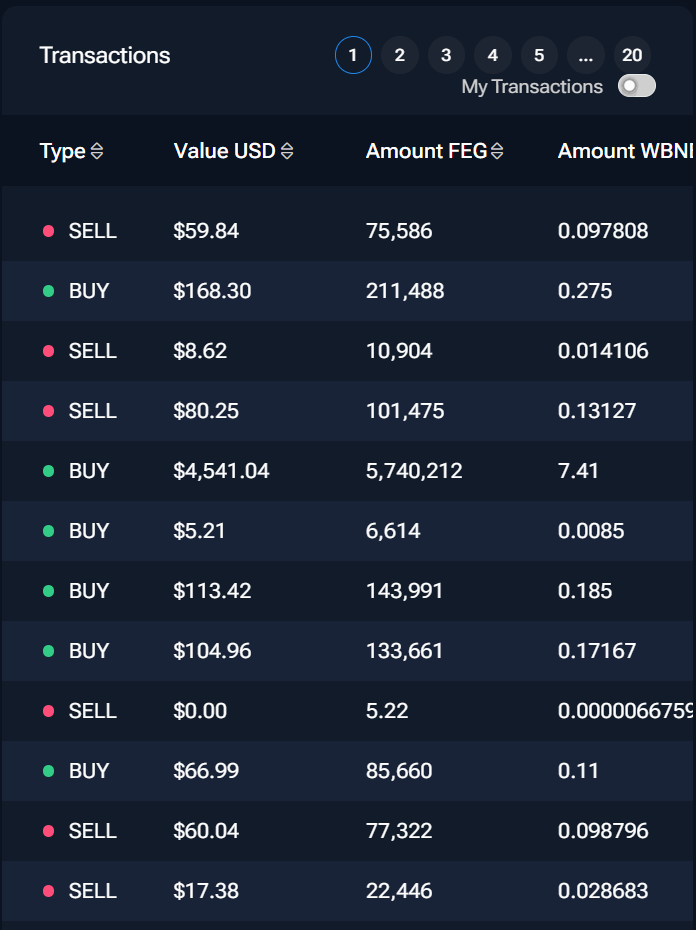 Transactions 1 2 3 4 5 ... 20
My Transactions
Type Value USD Amount FEG Amount WBN
SELL $59.84 75,586 0.097808
BUY $168.30 211,488 0.275
SELL $8.62 10,904 0.014106
SELL $80.25 101,475 0.13127
BUY $4,541.04 5,740,212 7.41
BUY $5.21 6,614 0.0085
BUY $113.42 143,991 0.185
BUY $104.96 133,661 0.17167
SELL $0.00 5.22 0.0000066759
BUY $66.99 85,660 0.11
SELL $60.04 77,322 0.098796
SELL $17.38 22,446 0.028683